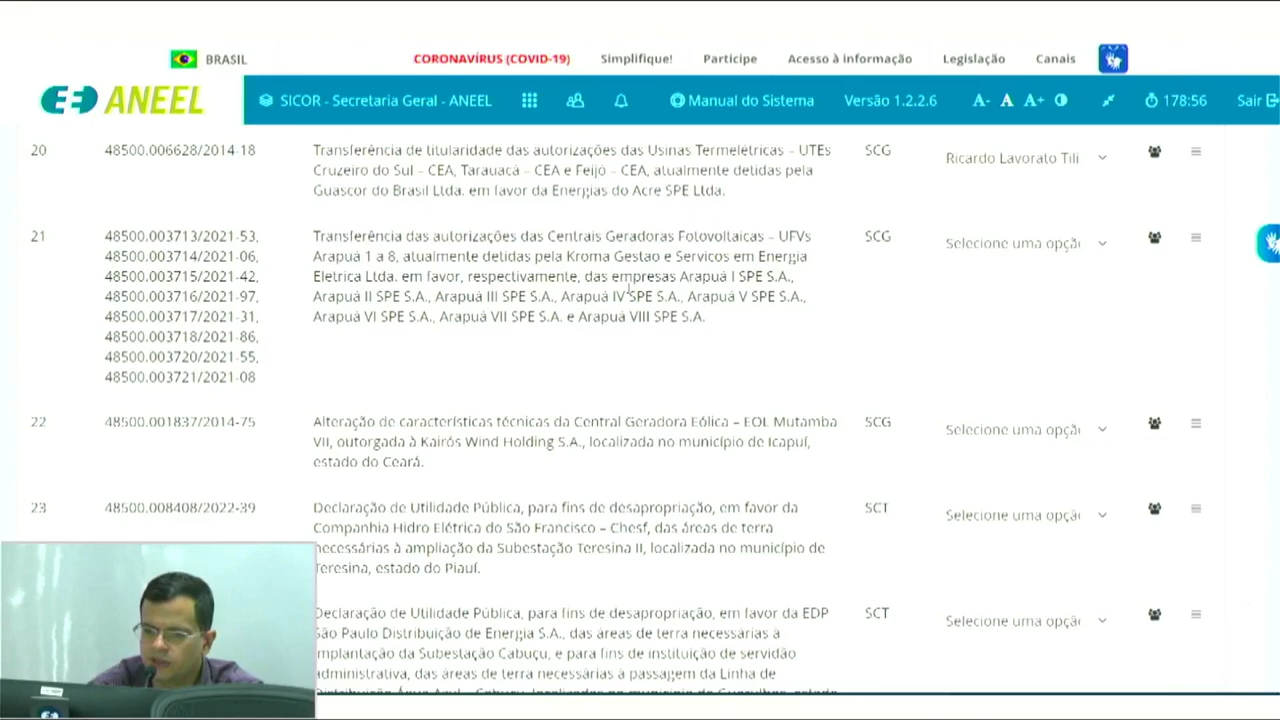 BRASIL
CORONAVÍRUS (COVID-19) Simplifique! Participe Acesso à informação Legislação Canais
ANEEL
SICOR - Secretaria Geral - ANEEL Manual do Sistema Versão 1.2.2.6 A- A A+ 178:56 Sair
20 48500.006628/2014-18 Transferência de titularidade das autorizações das Usinas Termelétricas – UTEs SCG Ricardo Lavorato Tili
Cruzeiro do Sul – CEA, Tarauacá – CEA e Feijó – CEA, atualmente detidas pela
Guascor do Brasil Ltda. em favor da Energias do Acre SPE Ltda.
21 48500.003713/2021-53, Transferência das autorizações das Centrais Geradoras Fotovoltaicas – UFVs SCG Selecione uma opçã
48500.003714/2021-06, Arapuá 1 a 8, atualmente detidas pela Kroma Gestao e Servicos em Energia
48500.003715/2021-42, Eletrica Ltda. em favor, respectivamente, das empresas Arapuá I SPE S.A.,
48500.003716/2021-97, Arapuá II SPE S.A., Arapuá III SPE S.A., Arapuá IV SPE S.A., Arapuá V SPE S.A.,
48500.003717/2021-31, Arapuá VI SPE S.A., Arapuá VII SPE S.A. e Arapuá VIII SPE S.A.
48500.003718/2021-86,
48500.003720/2021-55,
48500.003721/2021-08
22 48500.001837/2014-75 Alteração de características técnicas da Central Geradora Eólica – EOL Mutamba SCG Selecione uma opçã
VII, outorgada à Kairós Wind Holding S.A., localizada no município de Icapuí,
estado do Ceará.
23 48500.008408/2022-39 Declaração de Utilidade Pública, para fins de desapropriação, em favor da SCT Selecione uma opçã
Companhia Hidro Elétrica do São Francisco – Chesf, das áreas de terra
necessárias à ampliação da Subestação Teresina II, localizada no município de
Teresina, estado do Piauí.
Declaração de Utilidade Pública, para fins de desapropriação, em favor da EDP SCT Selecione uma opçã
São Paulo Distribuição de Energia S.A., das áreas de terra necessárias à
implantação da Subestação Cabuçu, e para fins de instituição de servidão
administrativa, das áreas de terra necessárias à passagem da Linha de